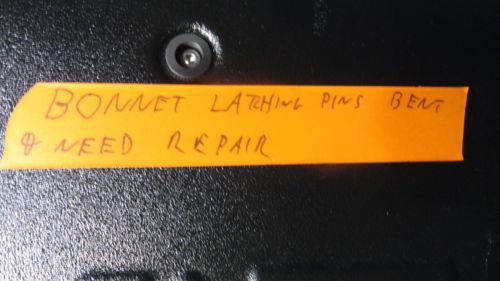 BONNET LATCHING PINS BENT
& NEED REPAIR